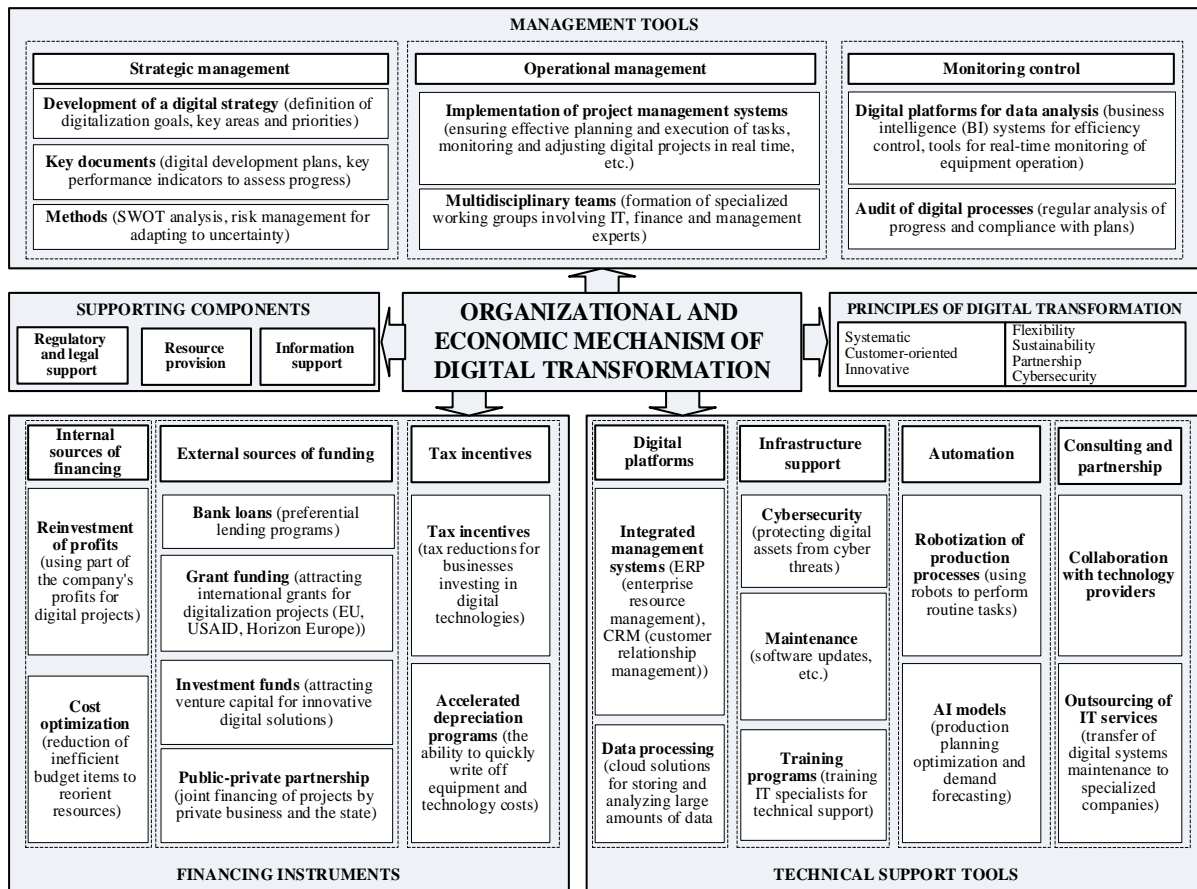 MANAGEMENT TOOLS
Strategic management
Development of a digital strategy (definition of
digitalization goals, key areas and priorities)
Key documents (digital development plans, key
performance indicators to assess progress)
Methods (SWOT analysis, risk management for
adapting to uncertainty)
Operational management
Implementation of project management systems
(ensuring effective planning and execution of tasks,
monitoring and adjusting digital projects in real time,
etc.)
Multidisciplinary teams (formation of specialized
working groups involving IT, finance and management
experts)
Monitoring control
Digital platforms for data analysis (business
intelligence (BI) systems for efficiency
control, tools for real-time monitoring of
equipment operation)
Audit of digital processes (regular analysis of
progress and compliance with plans)
SUPPORTING COMPONENTS
Regulatory
and legal
support
Resource
provision
Information
support
ORGANIZATIONAL AND
ECONOMIC MECHANISM OF
DIGITAL TRANSFORMATION
PRINCIPLES OF DIGITAL TRANSFORMATION
Systematic
Customer-oriented
Innovative
Flexibility
Sustainability
Partnership
Cybersecurity
Internal
sources of
financing
Reinvestment
of profits
(using part of
the company's
profits for
digital projects)
Cost
optimization
(reduction of
inefficient
budget items to
reorient
resources)
External sources of funding
Bank loans (preferential
lending programs)
Grant funding (attracting
international grants for
digitalization projects (EU,
USAID, Horizon Europe))
Investment funds (attracting
venture capital for innovative
digital solutions)
Public-private partnership
(joint financing of projects by
private business and the state)
Tax incentives
Tax incentives
(tax reductions for
businesses
investing in
digital
technologies)
Accelerated
depreciation
programs (the
ability to quickly
write off
equipment and
technology costs)
FINANCING INSTRUMENTS
Digital
platforms
Integrated
management
systems (ERP
(enterprise
resource
management),
CRM (customer
relationship
management))
Data processing
(cloud solutions
for storing and
analyzing large
amounts of data
Infrastructure
support
Cybersecurity
(protecting digital
assets from cyber
threats)
Maintenance
(software updates,
etc.)
Training
programs (training
IT specialists for
technical support)
Automation
Robotization of
production
processes (using
robots to perform
routine tasks)
AI models
(production
planning
optimization and
demand
forecasting)
Consulting and
partnership
Collaboration
with technology
providers
Outsourcing of
IT services
(transfer of
digital systems
maintenance to
specialized
companies)
TECHNICAL SUPPORT TOOLS